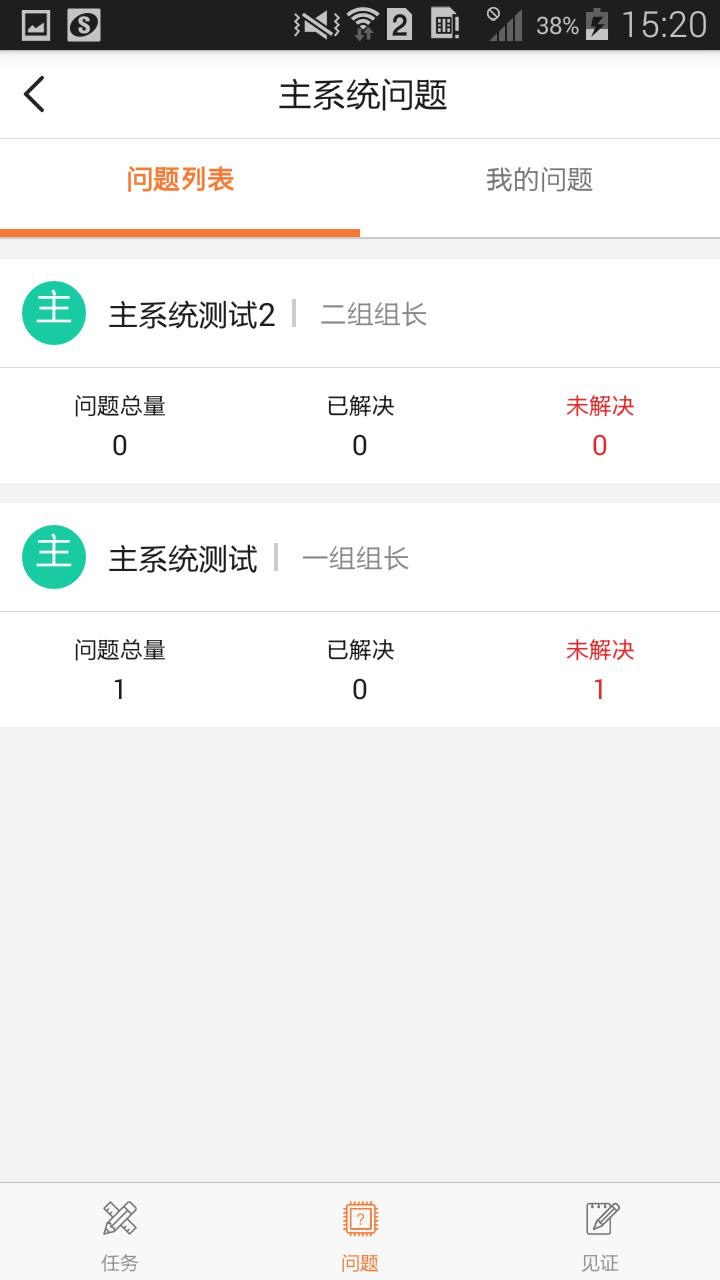 38% 15:20
主系统问题
问题列表 我的问题
主 主系统测试2 二组组长
问题总量 已解决 未解决
0 0 0
主 主系统测试 一组组长
问题总量 已解决 未解决
1 0 1
任务 问题 见证